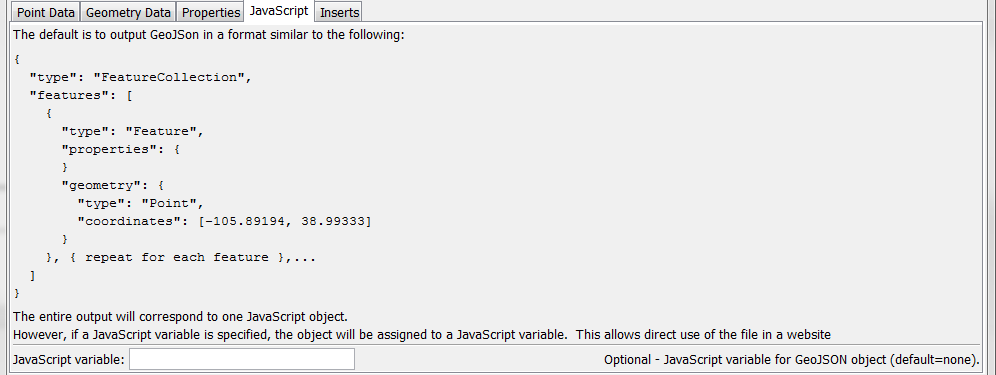 Point Data Geometry Data Properties JavaScript Inserts
The default is to output GeoJSon in a format similar to the following:
{
  "type": "FeatureCollection",
  "features": [
    {
      "type": "Feature",
      "properties": {
      }
      "geometry": {
        "type": "Point",
        "coordinates": [-105.89194, 38.99333]
      }
    }, { repeat for each feature },...
  ]
}
The entire output will correspond to one JavaScript object.
However, if a JavaScript variable is specified, the object will be assigned to a JavaScript variable.  This allows direct use of the file in a website
JavaScript variable: Optional - JavaScript variable for GeoJSON object (default=none).